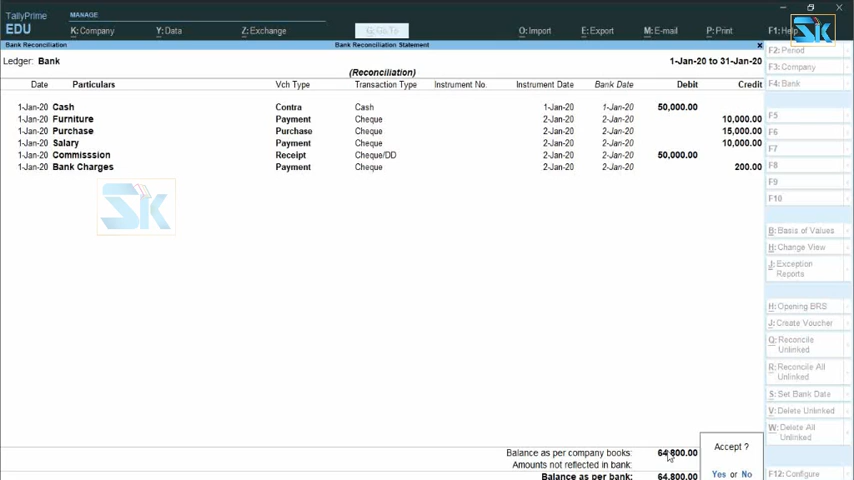 TallyPrime
EDU
MANAGE
K: Company
Y: Data
Z: Exchange
G: Go To
O: Import
E: Export
M: E-mail
P: Print
F1: Help
SK
Bank Reconciliation
Bank Reconciliation Statement
x
Ledger: Bank
1-Jan-20 to 31-Jan-20
(Reconciliation)
Date Particulars Vch Type Transaction Type Instrument No. Instrument Date Bank Date Debit Credit
1-Jan-20 Cash Contra Cash 1-Jan-20 1-Jan-20 50,000.00
1-Jan-20 Furniture Payment Cheque 2-Jan-20 2-Jan-20 10,000.00
1-Jan-20 Purchase Purchase Cheque 2-Jan-20 2-Jan-20 15,000.00
1-Jan-20 Salary Payment Cheque 2-Jan-20 2-Jan-20 10,000.00
1-Jan-20 Commisssion Receipt Cheque/DD 2-Jan-20 2-Jan-20 50,000.00
1-Jan-20 Bank Charges Payment Cheque 2-Jan-20 2-Jan-20 200.00
SK
Balance as per company books: 64,800.00
Amounts not reflected in bank:
Balance as per bank: 64,800.00
Accept ?
Yes or No
F2: Period
F3: Company
F4: Bank
F5
F6
F7
F8
F9
F10
B: Basis of Values
H: Change View
J: Exception
Reports
H: Opening BRS
J: Create Voucher
Q: Reconcile
Unlinked
R: Reconcile All
Unlinked
S: Set Bank Date
V: Delete Unlinked
W: Delete All
Unlinked
F12: Configure